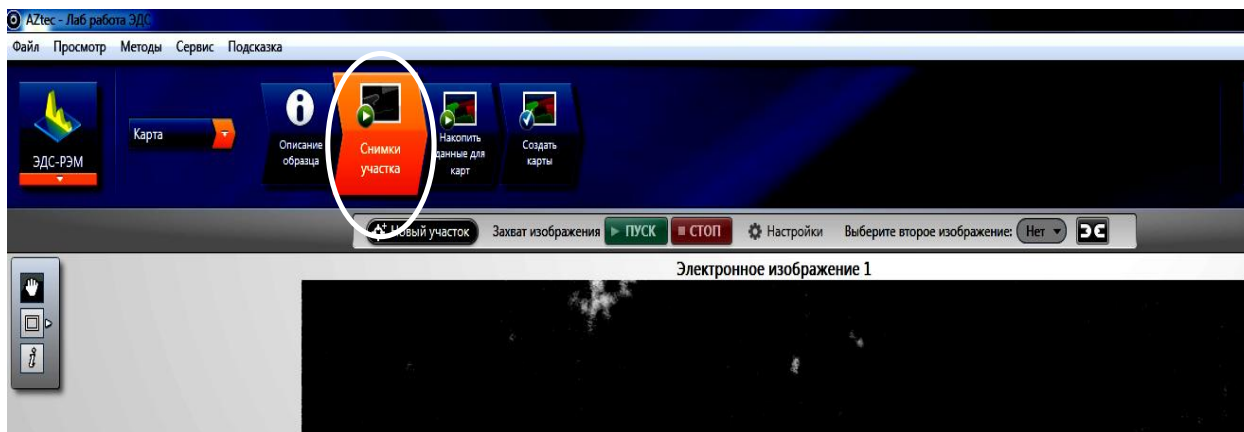 AZtec - Лаб работа ЭДС
Файл Просмотр Методы Сервис Подсказка
ЭДС-РЭМ
Карта
Описание
образца
Снимки
участка
Накопить
данные для
карт
Создать
карты
Новый участок Захват изображения ПУСК СТОП Настройки Выберите второе изображение: Нет
Электронное изображение 1